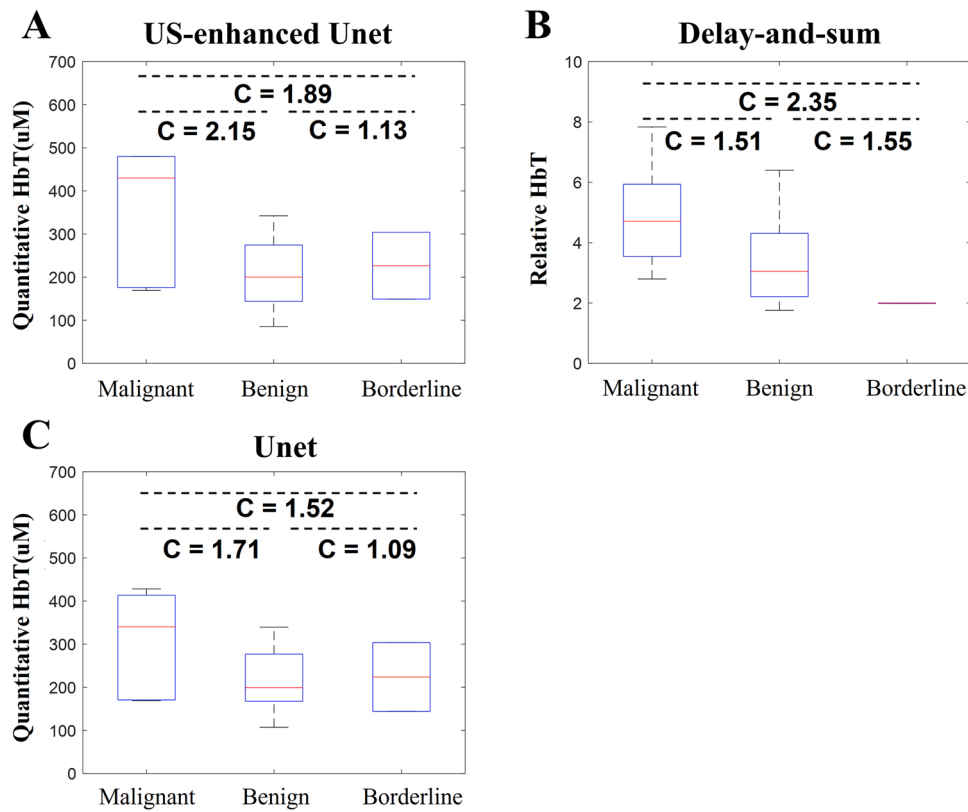 A
US-enhanced Unet
700
600
500
400
300
200
100
0
Quantitative HbT(uM)
C = 1.89
C = 2.15
C = 1.13
Malignant
Benign
Borderline
B
Delay-and-sum
10
8
6
4
2
0
Relative HbT
C = 2.35
C = 1.51
C = 1.55
Malignant
Benign
Borderline
C
Unet
700
600
500
400
300
200
100
0
Quantitative HbT(uM)
C = 1.52
C = 1.71
C = 1.09
Malignant
Benign
Borderline